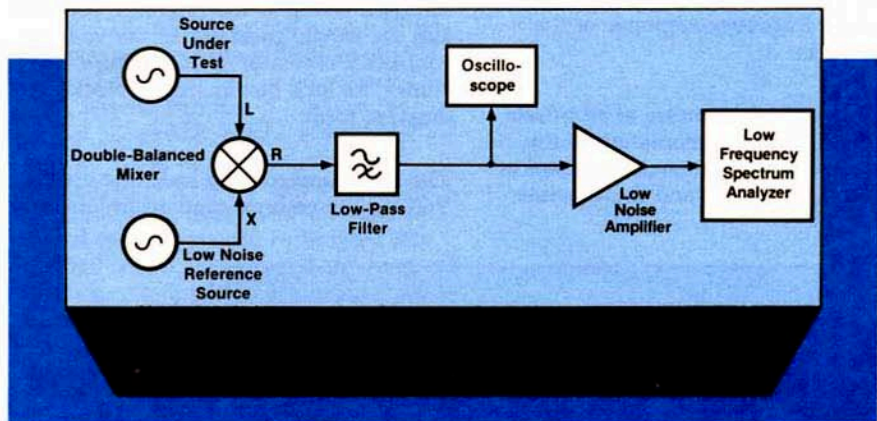 Source
Under
Test
Oscillo-
scope
L
Low
Frequency
Spectrum
Analyzer
Double-Balanced
Mixer
R
Low-Pass
Filter
Low
Noise
Amplifier
X
Low Noise
Reference
Source